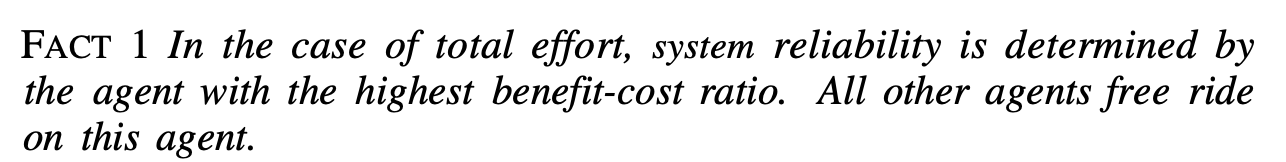 FACT 1 In the case of total effort, system reliability is determined by
the agent with the highest benefit-cost ratio. All other agents free ride
on this agent.